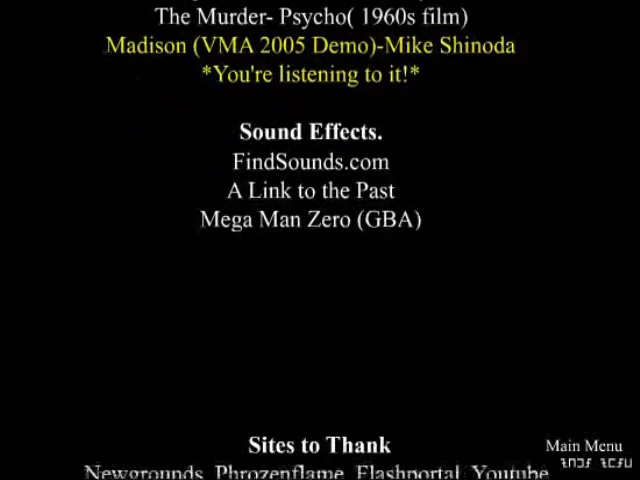 The Murder- Psycho( 1960s film)
Madison (VMA 2005 Demo)-Mike Shinoda
*You're listening to it!*
Sound Effects.
FindSounds.com
A Link to the Past
Mega Man Zero (GBA)
Sites to Thank
Main Menu
Newgrounds Phrozenflame Flashportal Youtube